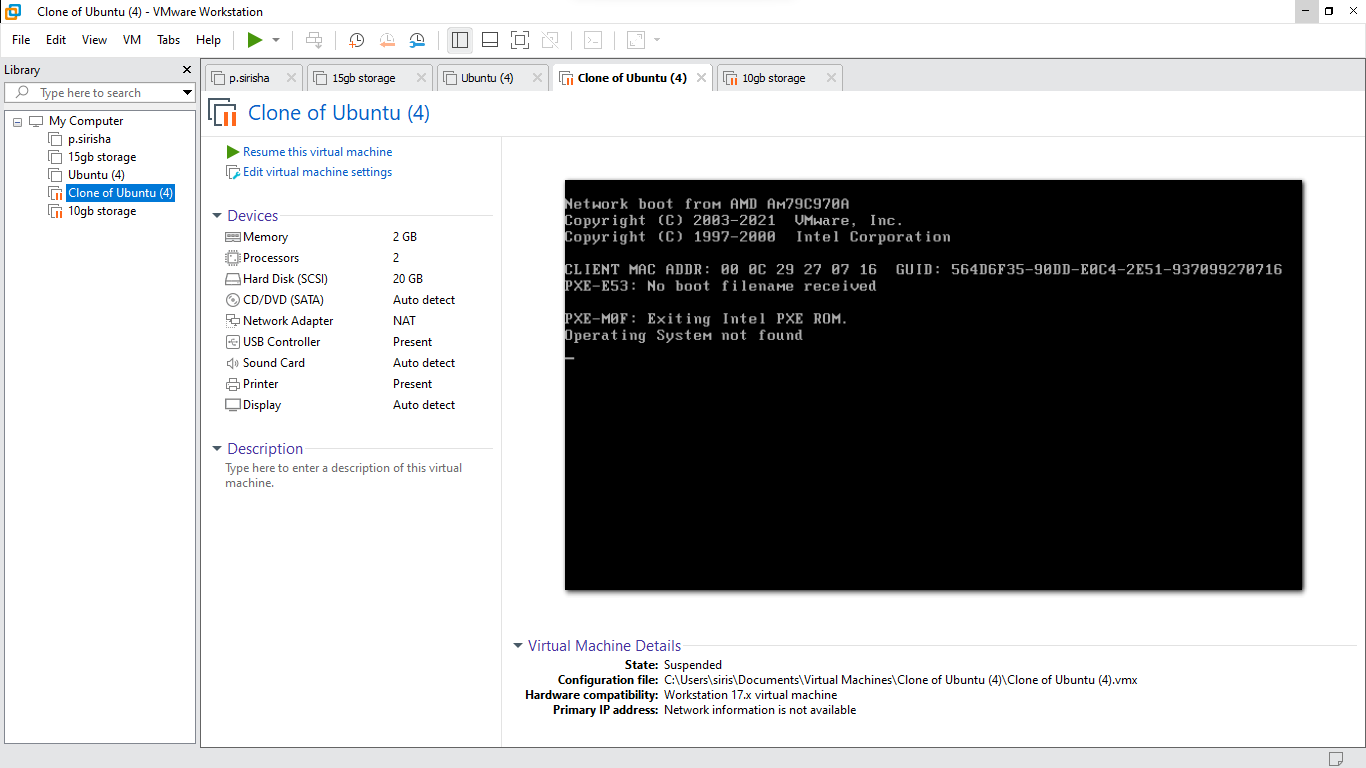 Clone of Ubuntu (4) - VMware Workstation
File Edit View VM Tabs Help
Library
Type here to search
My Computer
p.sirisha
15gb storage
Ubuntu (4)
Clone of Ubuntu (4)
10gb storage
p.sirisha 15gb storage Ubuntu (4) Clone of Ubuntu (4) 10gb storage
Clone of Ubuntu (4)
Resume this virtual machine
Edit virtual machine settings
Devices
Memory 2 GB
Processors 2
Hard Disk (SCSI) 20 GB
CD/DVD (SATA) Auto detect
Network Adapter NAT
USB Controller Present
Sound Card Auto detect
Printer Present
Display Auto detect
Description
Type here to enter a description of this virtual
machine.
Network boot from AMD Am79C970A
Copyright (C) 2003-2021 VMware, Inc.
Copyright (C) 1997-2000 Intel Corporation
CLIENT MAC ADDR: 00 0C 29 27 07 16 GUID: 564D6F35-90DD-E0C4-2E51-937099270716
PXE-E53: No boot filename received
PXE-M0F: Exiting Intel PXE ROM.
Operating System not found
Virtual Machine Details
State: Suspended
Configuration file: C:\Users\siris\Documents\Virtual Machines\Clone of Ubuntu (4)\Clone of Ubuntu (4).vmx
Hardware compatibility: Workstation 17.x virtual machine
Primary IP address: Network information is not available